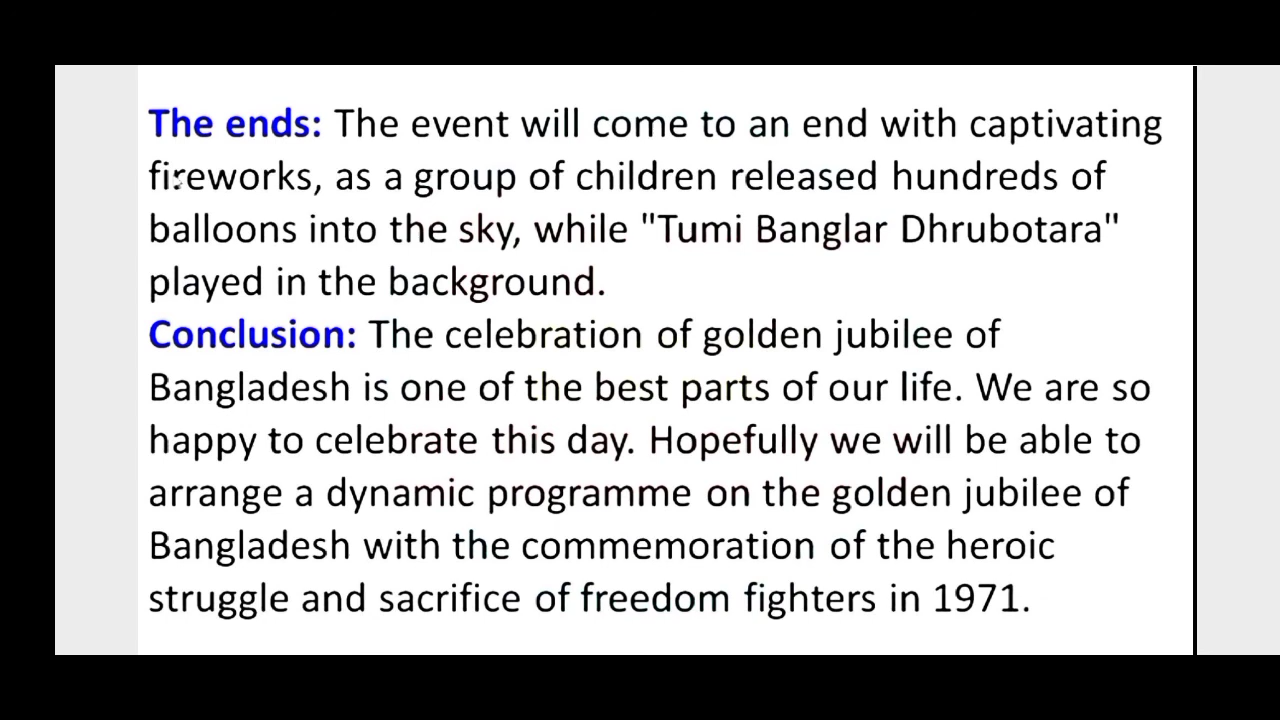 The ends: The event will come to an end with captivating
fireworks, as a group of children released hundreds of
balloons into the sky, while "Tumi Banglar Dhrubotara"
played in the background.
Conclusion: The celebration of golden jubilee of
Bangladesh is one of the best parts of our life. We are so
happy to celebrate this day. Hopefully we will be able to
arrange a dynamic programme on the golden jubilee of
Bangladesh with the commemoration of the heroic
struggle and sacrifice of freedom fighters in 1971.